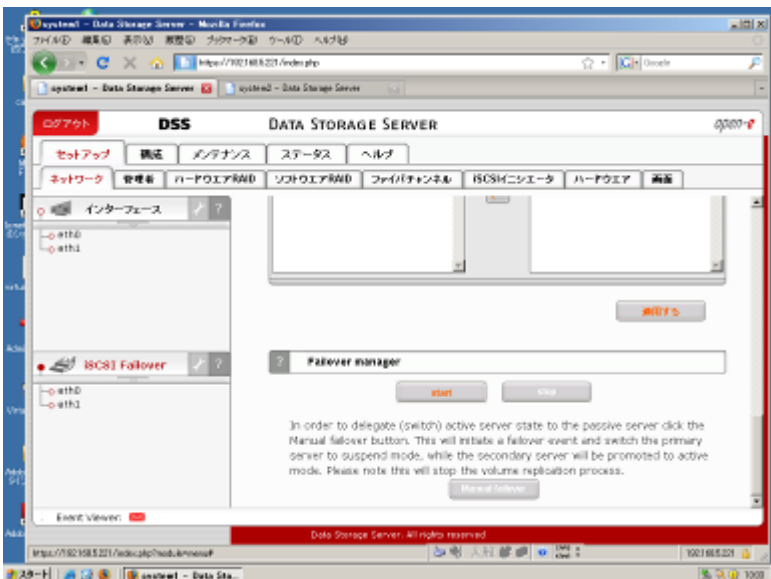 system1 - Data Storage Server - Mozilla Firefox
ファイル(F) 編集(E) 表示(V) 履歴(S) ブックマーク(B) ツール(T) ヘルプ(H)
https://192.168.5.221/index.php
Google
system1 - Data Storage Server
system2 - Data Storage Server
ログアウト
DSS
DATA STORAGE SERVER
open-e
セットアップ 構成 メンテナンス ステータス ヘルプ
ネットワーク 管理者 ハードウェアRAID ソフトウェアRAID ファイバチャンネル iSCSIイニシエータ ハードウェア 画面
インターフェース
eth0
eth1
適用する
iSCSI Failover
eth0
eth1
Failover manager
start
stop
In order to delegate (switch) active server state to the passive server click the
Manual failover button. This will initiate a failover event and switch the primary
server to suspend mode, while the secondary server will be promoted to active
mode. Please note this will stop the volume replication process.
Manual failover
Event Viewer:
Data Storage Server. All rights reserved
https://192.168.5.221/index.php?module=menu#
192.168.5.221
スタート
system1 - Data Sto...